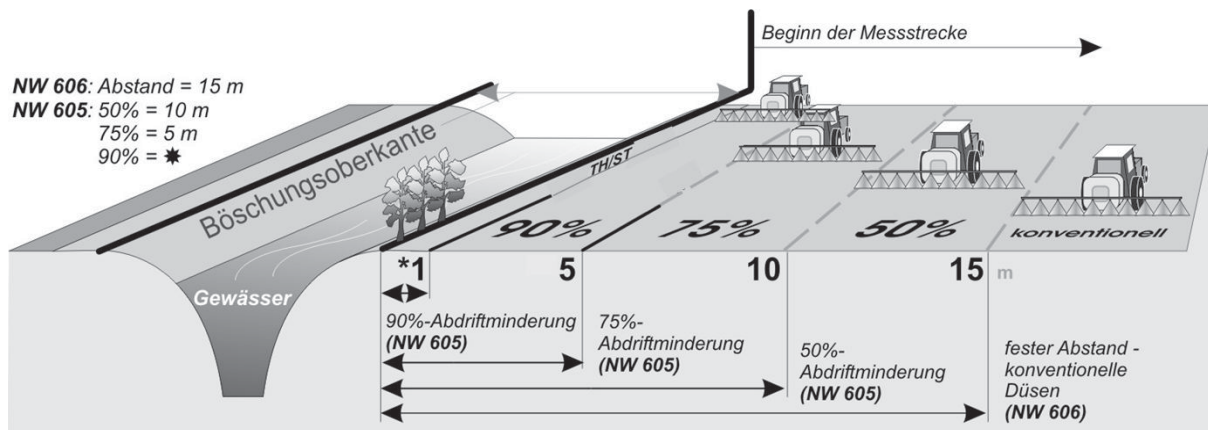 Beginn der Messstrecke
NW 606: Abstand = 15 m
NW 605: 50% = 10 m
75% = 5 m
90% = ✷
Böschungsoberkante
TH/ST
90%
75%
50%
konventionell
*1
5
10
15
m
Gewässer
90%-Abdriftminderung
(NW 605)
75%-
Abdriftminderung
(NW 605)
50%-
Abdriftminderung
(NW 605)
fester Abstand -
konventionelle
Düsen
(NW 606)